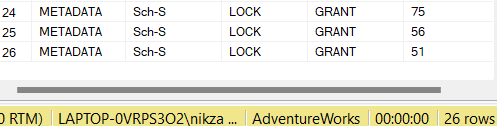 24 METADATA Sch-S LOCK GRANT 75
25 METADATA Sch-S LOCK GRANT 56
26 METADATA Sch-S LOCK GRANT 51
0 RTM) LAPTOP-0VRPS3O2\nikza ... AdventureWorks 00:00:00 26 rows